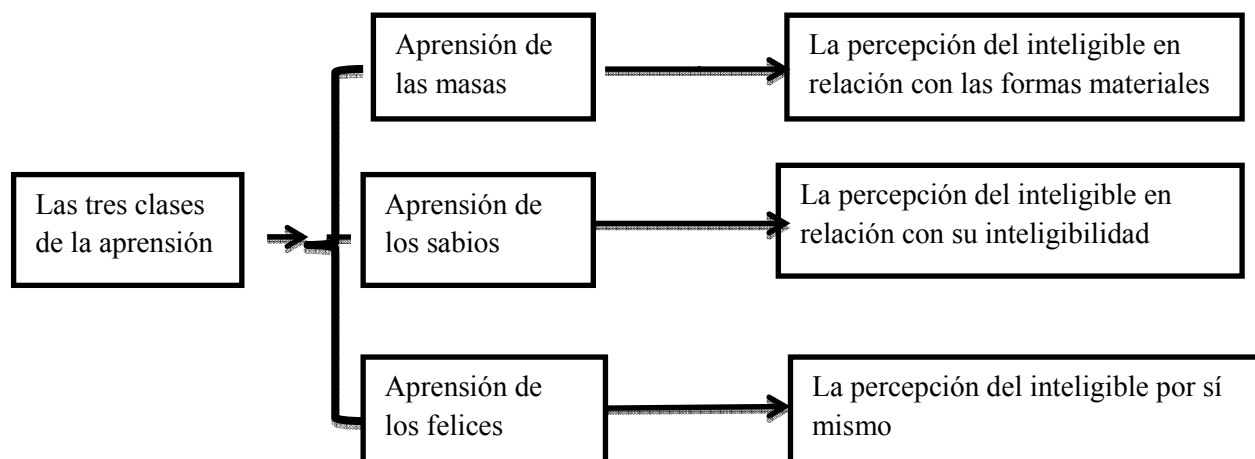 Las tres clases
de la aprensión
Aprensión de
las masas
La percepción del inteligible en
relación con las formas materiales
Aprensión de
los sabios
La percepción del inteligible en
relación con su inteligibilidad
Aprensión de
los felices
La percepción del inteligible por sí
mismo